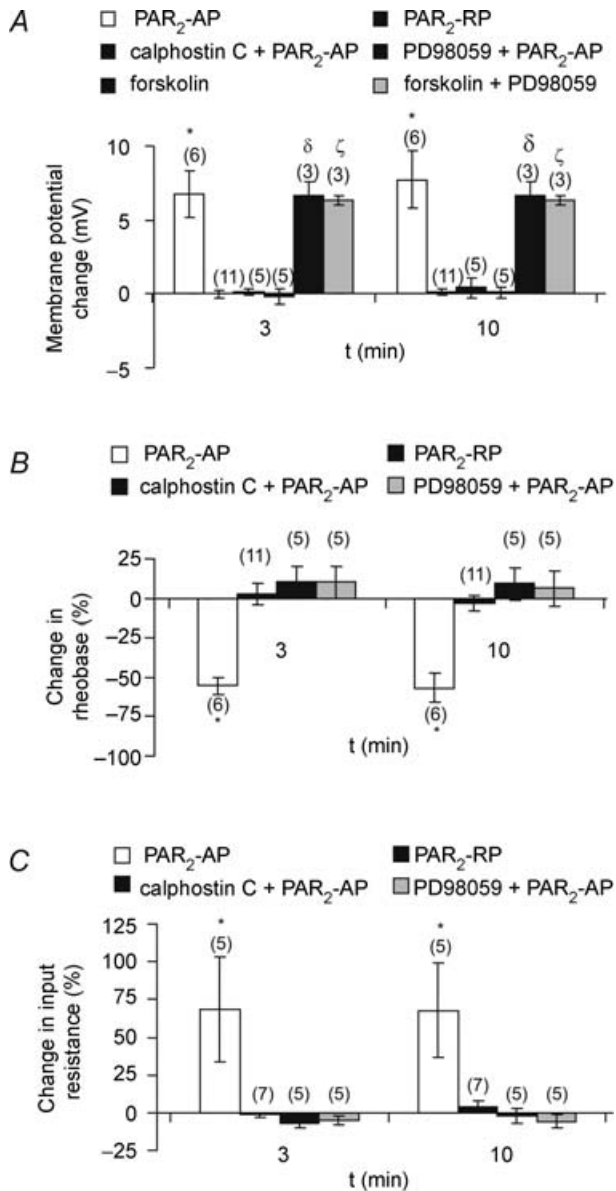 A
PAR2-AP PAR2-RP
calphostin C + PAR2-AP PD98059 + PAR2-AP
forskolin forskolin + PD98059
* * δ ζ δ ζ
(6) (11) (5) (5) (3) (3) (6) (11) (5) (5) (3) (3)
10
5
0
–5
Membrane potential
change (mV)
3 10
t (min)
B
PAR2-AP PAR2-RP
calphostin C + PAR2-AP PD98059 + PAR2-AP
(11) (5) (5) (11) (5) (5)
25
0
–25
–50
–75
–100
Change in
rheobase (%)
3 10
(6) (6)
* *
t (min)
C
PAR2-AP PAR2-RP
calphostin C + PAR2-AP PD98059 + PAR2-AP
* *
(5) (7) (5) (5) (5) (7) (5) (5)
125
100
75
50
25
0
–25
Change in input
resistance (%)
3 10
t (min)